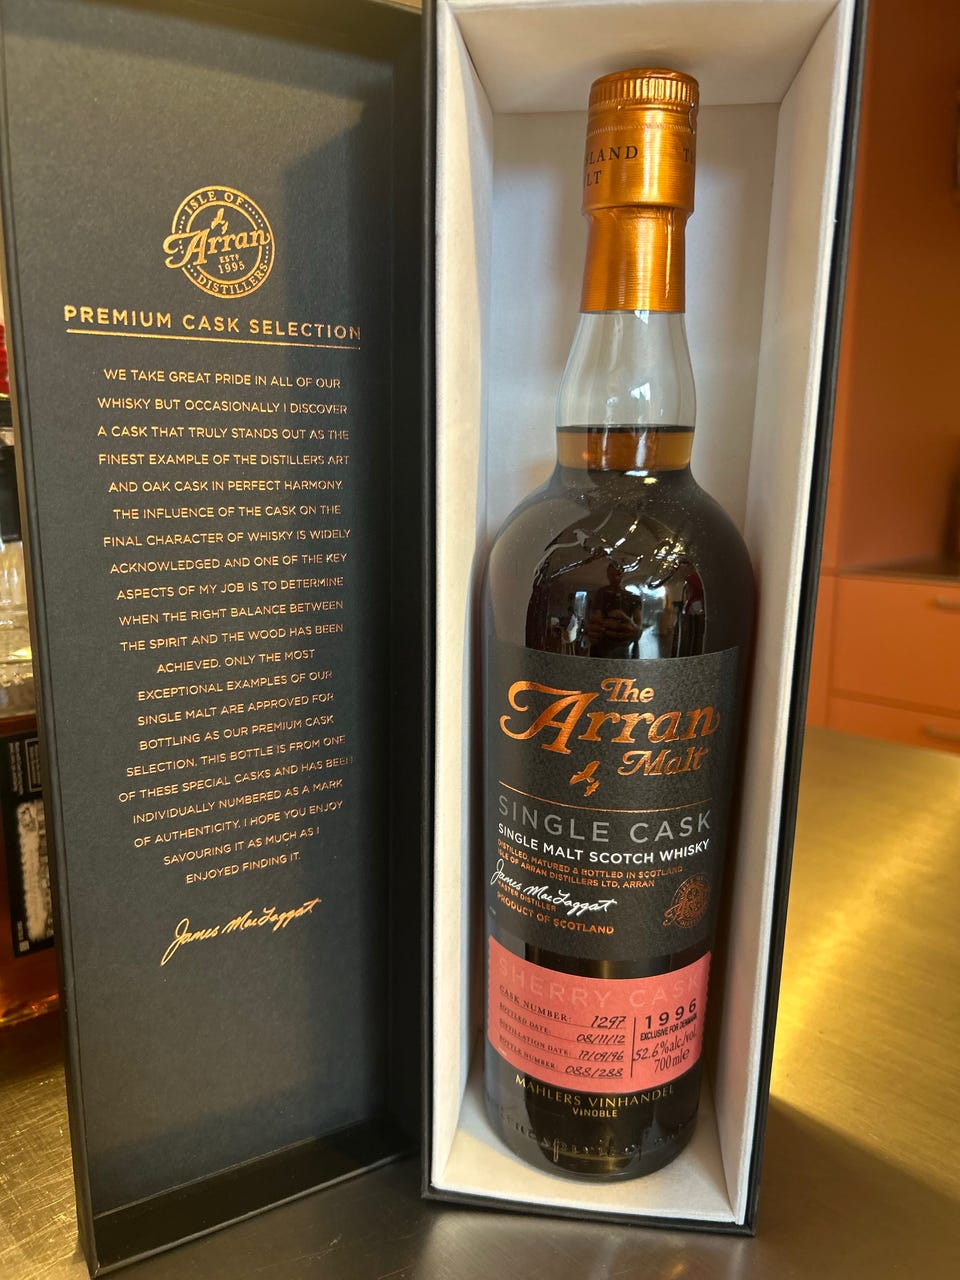 ISLE OF
Arran
ESTD
1995
DISTILLERS
PREMIUM CASK SELECTION
WE TAKE GREAT PRIDE IN ALL OF OUR
WHISKY BUT OCCASIONALLY I DISCOVER
A CASK THAT TRULY STANDS OUT AS THE
FINEST EXAMPLE OF THE DISTILLERS ART
AND OAK CASK IN PERFECT HARMONY.
THE INFLUENCE OF THE CASK ON THE
FINAL CHARACTER OF WHISKY IS WIDELY
ACKNOWLEDGED AND ONE OF THE KEY
ASPECTS OF MY JOB IS TO DETERMINE
WHEN THE RIGHT BALANCE BETWEEN
THE SPIRIT AND THE WOOD HAS BEEN
ACHIEVED. ONLY THE MOST
EXCEPTIONAL EXAMPLES OF OUR
SINGLE MALT ARE APPROVED FOR
BOTTLING AS OUR PREMIUM CASK
SELECTION. THIS BOTTLE IS FROM ONE
OF THESE SPECIAL CASKS AND HAS BEEN
INDIVIDUALLY NUMBERED AS A MARK
OF AUTHENTICITY. I HOPE YOU ENJOY
SAVOURING IT AS MUCH AS I
ENJOYED FINDING IT.
James MacTaggart
The
Arran
Malt
SINGLE CASK
SINGLE MALT SCOTCH WHISKY
DISTILLED, MATURED & BOTTLED IN SCOTLAND
ISLE OF ARRAN DISTILLERS LTD, ARRAN
James MacTaggart
MASTER DISTILLER
PRODUCT OF SCOTLAND
SHERRY CASK
CASK NUMBER: 1297
BOTTLED DATE: 08/11/12
DISTILLATION DATE: 17/09/96
BOTTLE NUMBER: 088/288
1996
EXCLUSIVE FOR DENMARK
52.6%alc/vol.
700mle
MAHLERS VINHANDEL
ViNOBLE